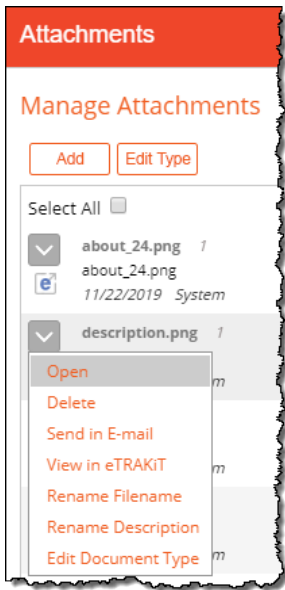 Attachments
Manage Attachments
Add Edit Type
Select All
about_24.png 1
about_24.png
e
11/22/2019 System
description.png 1
Open
m
Delete
Send in E-mail
View in eTRAKiT
m
Rename Filename
Rename Description
Edit Document Type
m